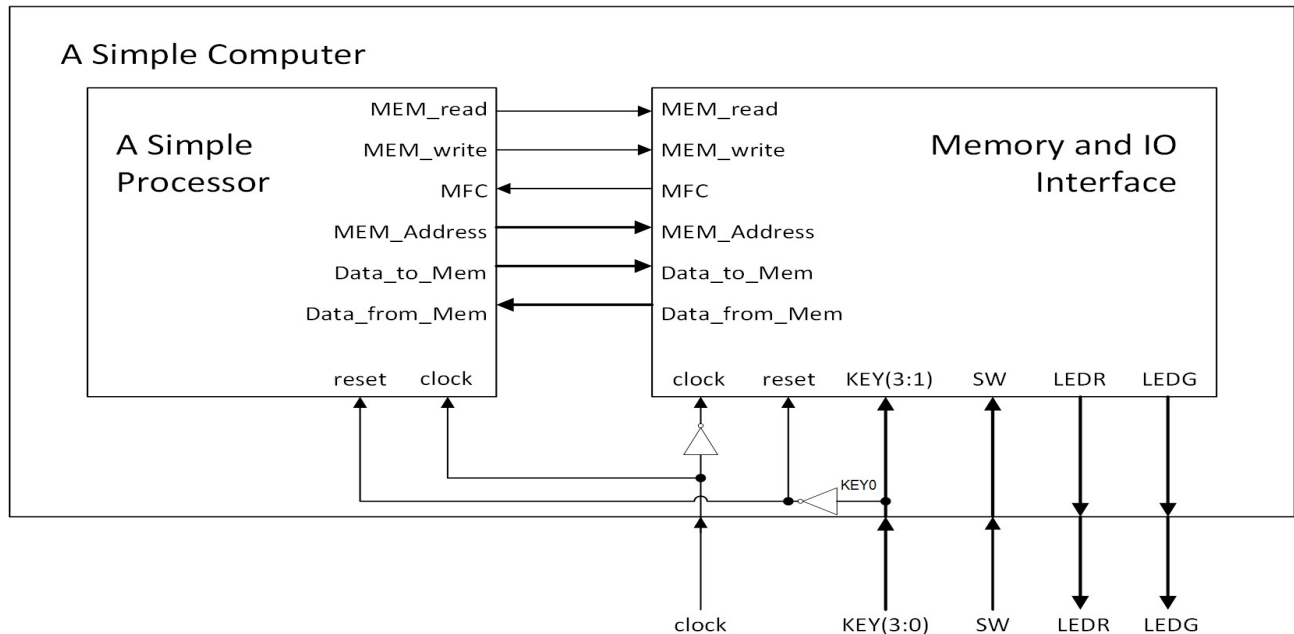 A Simple Computer
A Simple
Processor
MEM_read
MEM_write
MFC
MEM_Address
Data_to_Mem
Data_from_Mem
reset
clock
MEM_read
MEM_write
MFC
MEM_Address
Data_to_Mem
Data_from_Mem
Memory and IO
Interface
clock
reset
KEY(3:1)
SW
LEDR
LEDG
KEY0
clock
KEY(3:0)
SW
LEDR
LEDG